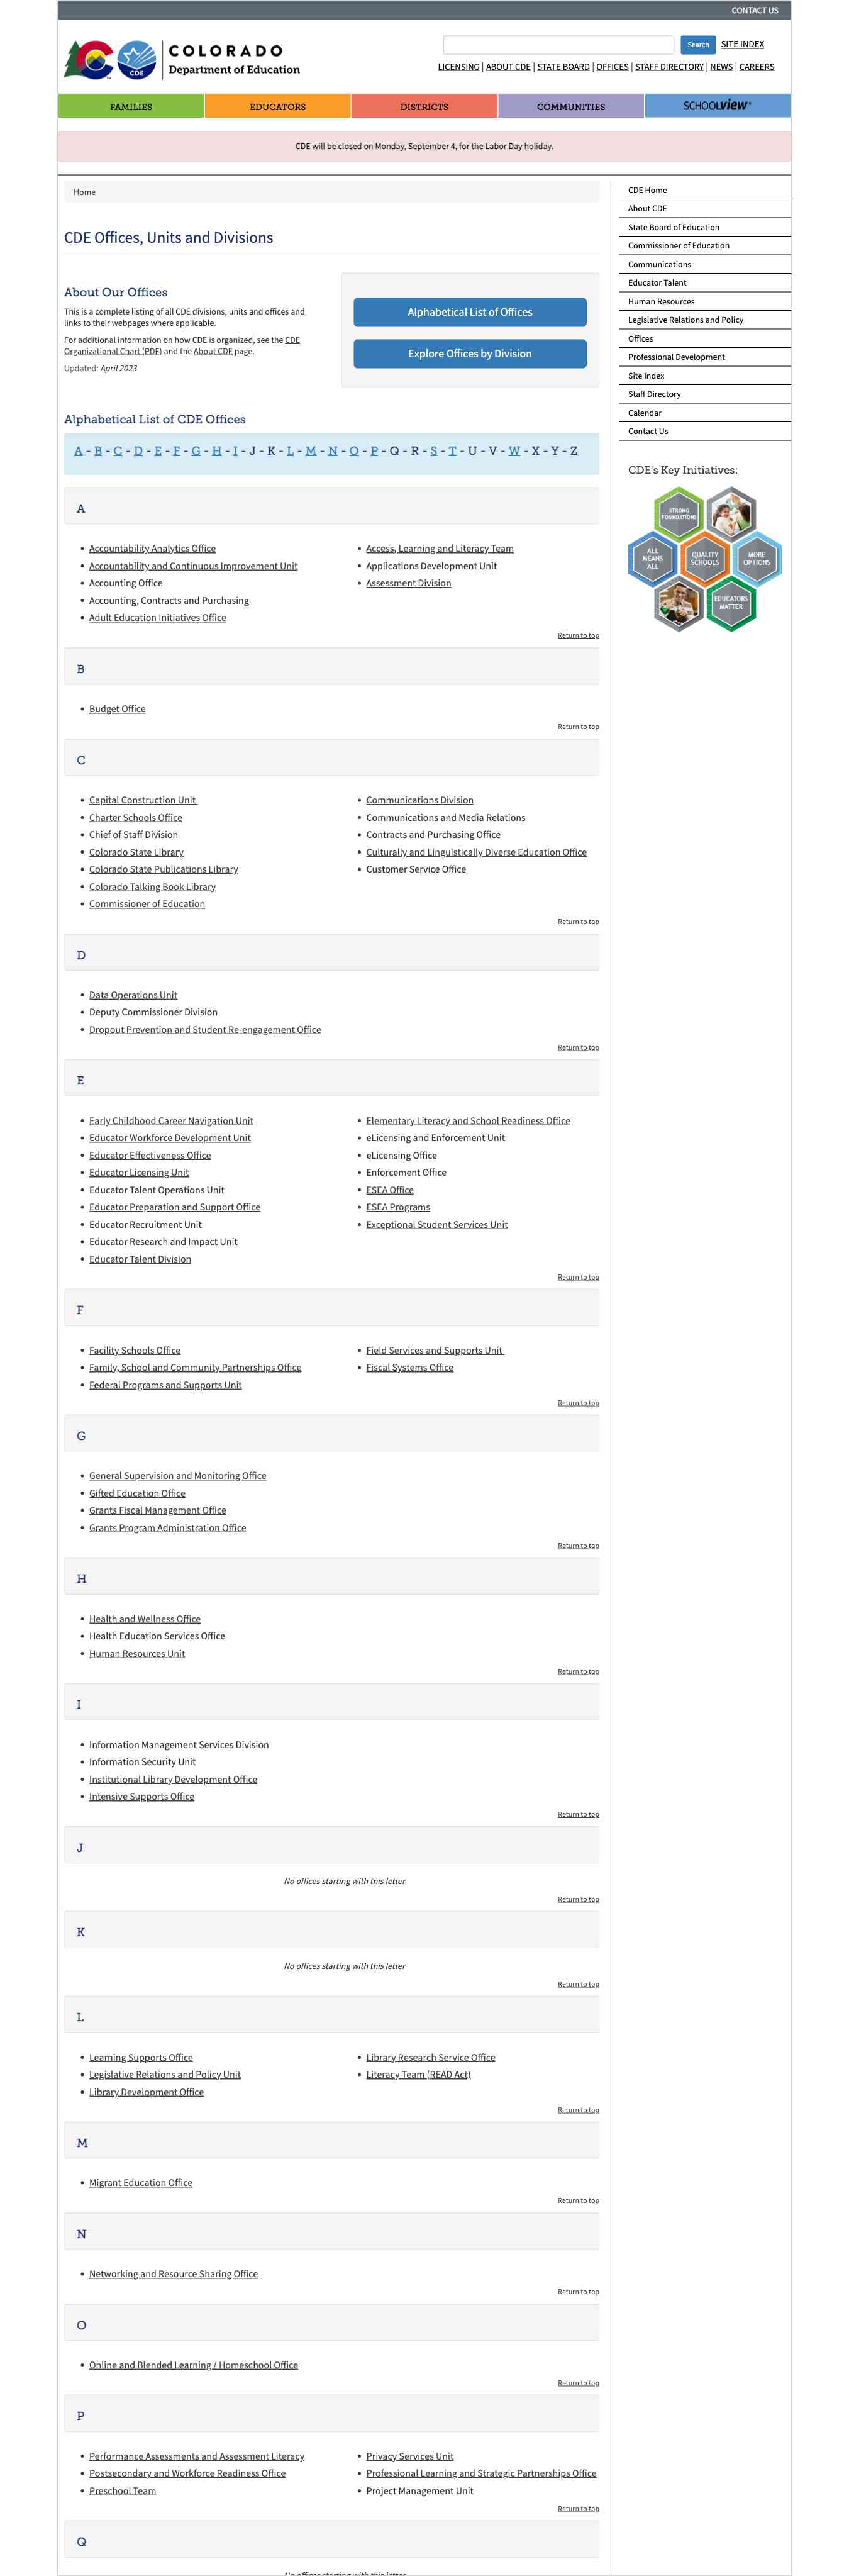 CONTACT US
COLORADO
Department of Education
CDE
Search
SITE INDEX
LICENSING | ABOUT CDE | STATE BOARD | OFFICES | STAFF DIRECTORY | NEWS | CAREERS
FAMILIES
EDUCATORS
DISTRICTS
COMMUNITIES
SCHOOLVIEW®
CDE will be closed on Monday, September 4, for the Labor Day holiday.
Home
CDE Offices, Units and Divisions
About Our Offices
This is a complete listing of all CDE divisions, units and offices and
links to their webpages where applicable.
For additional information on how CDE is organized, see the CDE
Organizational Chart (PDF) and the About CDE page.
Updated: April 2023
Alphabetical List of Offices
Explore Offices by Division
Alphabetical List of CDE Offices
A - B - C - D - E - F - G - H - I - J - K - L - M - N - O - P - Q - R - S - T - U - V - W - X - Y - Z
A
Accountability Analytics Office
Accountability and Continuous Improvement Unit
Accounting Office
Accounting, Contracts and Purchasing
Adult Education Initiatives Office
Access, Learning and Literacy Team
Applications Development Unit
Assessment Division
Return to top
B
Budget Office
Return to top
C
Capital Construction Unit
Charter Schools Office
Chief of Staff Division
Colorado State Library
Colorado State Publications Library
Colorado Talking Book Library
Commissioner of Education
Communications Division
Communications and Media Relations
Contracts and Purchasing Office
Culturally and Linguistically Diverse Education Office
Customer Service Office
Return to top
D
Data Operations Unit
Deputy Commissioner Division
Dropout Prevention and Student Re-engagement Office
Return to top
E
Early Childhood Career Navigation Unit
Educator Workforce Development Unit
Educator Effectiveness Office
Educator Licensing Unit
Educator Talent Operations Unit
Educator Preparation and Support Office
Educator Recruitment Unit
Educator Research and Impact Unit
Educator Talent Division
Elementary Literacy and School Readiness Office
eLicensing and Enforcement Unit
eLicensing Office
Enforcement Office
ESEA Office
ESEA Programs
Exceptional Student Services Unit
Return to top
F
Facility Schools Office
Family, School and Community Partnerships Office
Federal Programs and Supports Unit
Field Services and Supports Unit
Fiscal Systems Office
Return to top
G
General Supervision and Monitoring Office
Gifted Education Office
Grants Fiscal Management Office
Grants Program Administration Office
Return to top
H
Health and Wellness Office
Health Education Services Office
Human Resources Unit
Return to top
I
Information Management Services Division
Information Security Unit
Institutional Library Development Office
Intensive Supports Office
Return to top
J
No offices starting with this letter
Return to top
K
No offices starting with this letter
Return to top
L
Learning Supports Office
Legislative Relations and Policy Unit
Library Development Office
Library Research Service Office
Literacy Team (READ Act)
Return to top
M
Migrant Education Office
Return to top
N
Networking and Resource Sharing Office
Return to top
O
Online and Blended Learning / Homeschool Office
Return to top
P
Performance Assessments and Assessment Literacy
Postsecondary and Workforce Readiness Office
Preschool Team
Privacy Services Unit
Professional Learning and Strategic Partnerships Office
Project Management Unit
Return to top
Q
No offices starting with this letter
CDE Home
About CDE
State Board of Education
Commissioner of Education
Communications
Educator Talent
Human Resources
Legislative Relations and Policy
Offices
Professional Development
Site Index
Staff Directory
Calendar
Contact Us
CDE's Key Initiatives:
STRONG
FOUNDATIONS
ALL
MEANS
ALL
QUALITY
SCHOOLS
MORE
OPTIONS
EDUCATORS
MATTER